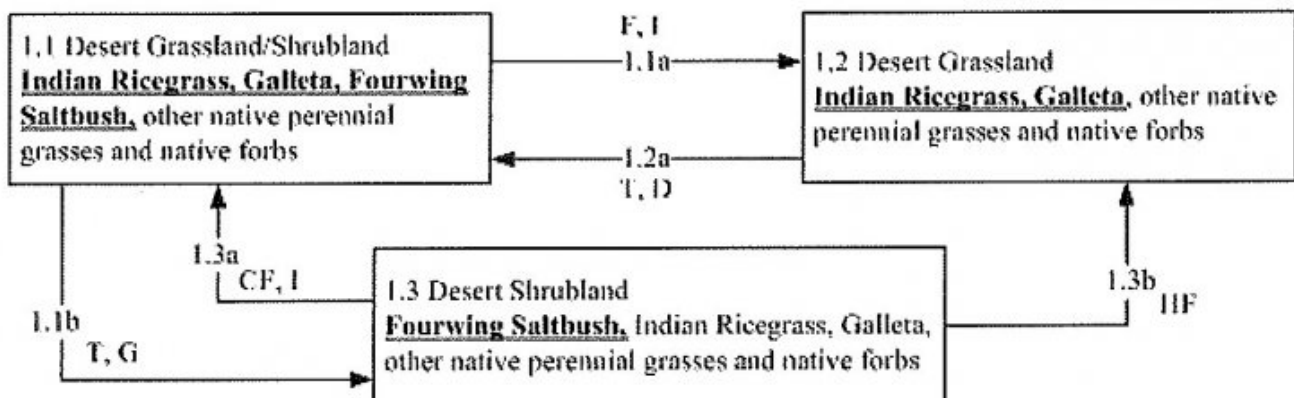 F, I
1.1 Desert Grassland/Shrubland
Indian Ricegrass, Galleta, Fourwing
Saltbush, other native perennial
grasses and native forbs
1.1a
1.2 Desert Grassland
Indian Ricegrass, Galleta, other native
perennial grasses and native forbs
1.2a
T, D
1.3a
CF, I
1.1b
T, G
1.3 Desert Shrubland
Fourwing Saltbush, Indian Ricegrass, Galleta,
other native perennial grasses and native forbs
1.3b
HF